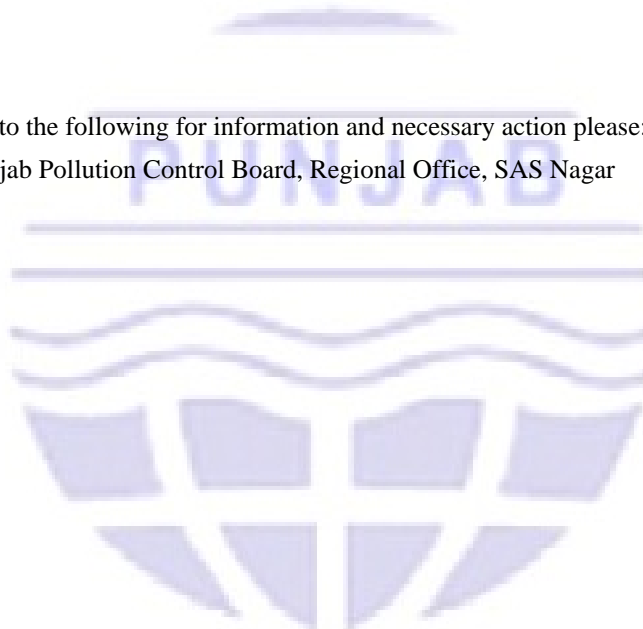 to the following for information and necessary action please:
jab Pollution Control Board, Regional Office, SAS Nagar
PUNJAB